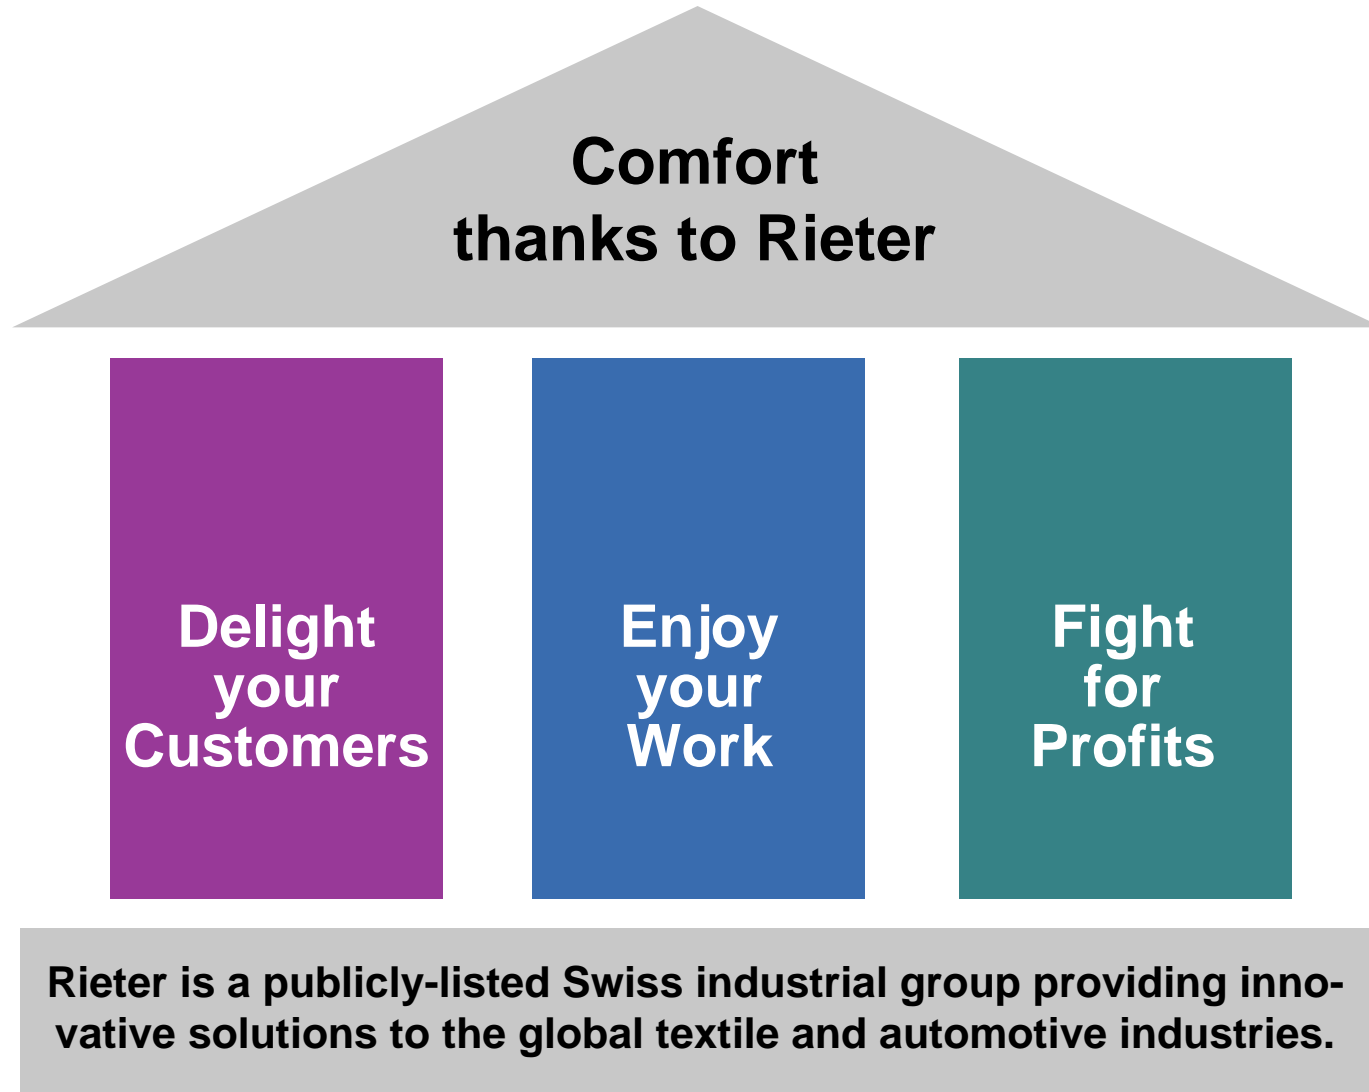 Comfort
thanks to Rieter
Delight
your
Customers
Enjoy
your
Work
Fight
for
Profits
Rieter is a publicly-listed Swiss industrial group providing inno-
vative solutions to the global textile and automotive industries.